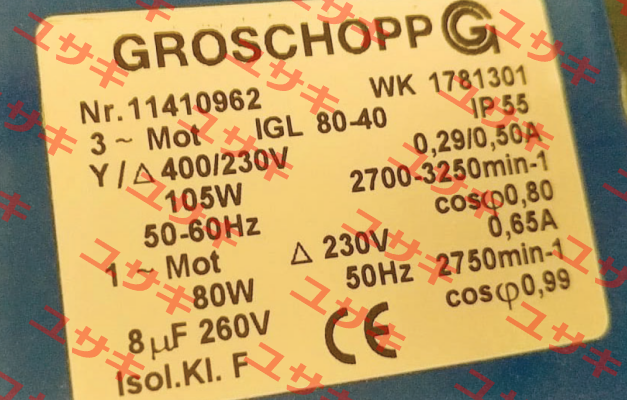 GROSCHOPP
Nr. 11410962 WK 1781301
3 ~ Mot IGL 80-40 IP 55
Y / Δ 400/230V 0,29/0,50A
105W 2700-3250min-1
50-60Hz cosφ0,80
1 ~ Mot Δ 230V 0,65A
80W 50Hz 2750min-1
8 µF 260V cosφ0,99
Isol.Kl. F CE
ユサキ